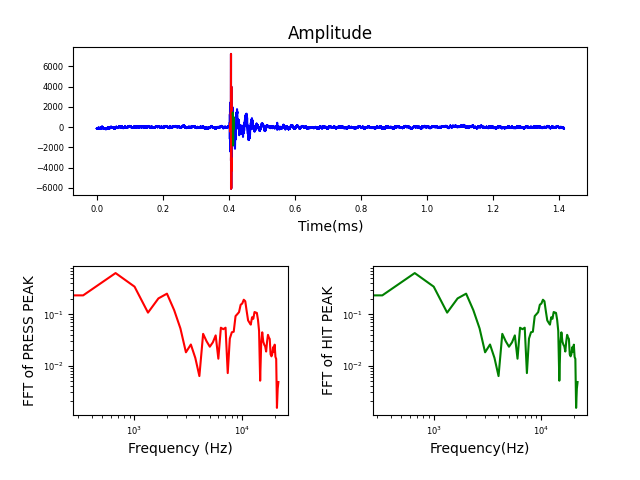 Amplitude
6000
4000
2000
0
−2000
−4000
−6000
0.0 0.2 0.4 0.6 0.8 1.0 1.2 1.4
Time(ms)
FFT of PRESS PEAK
10⁻¹
10⁻²
10³ 10⁴
Frequency (Hz)
FFT of HIT PEAK
10⁻¹
10⁻²
10³ 10⁴
Frequency(Hz)